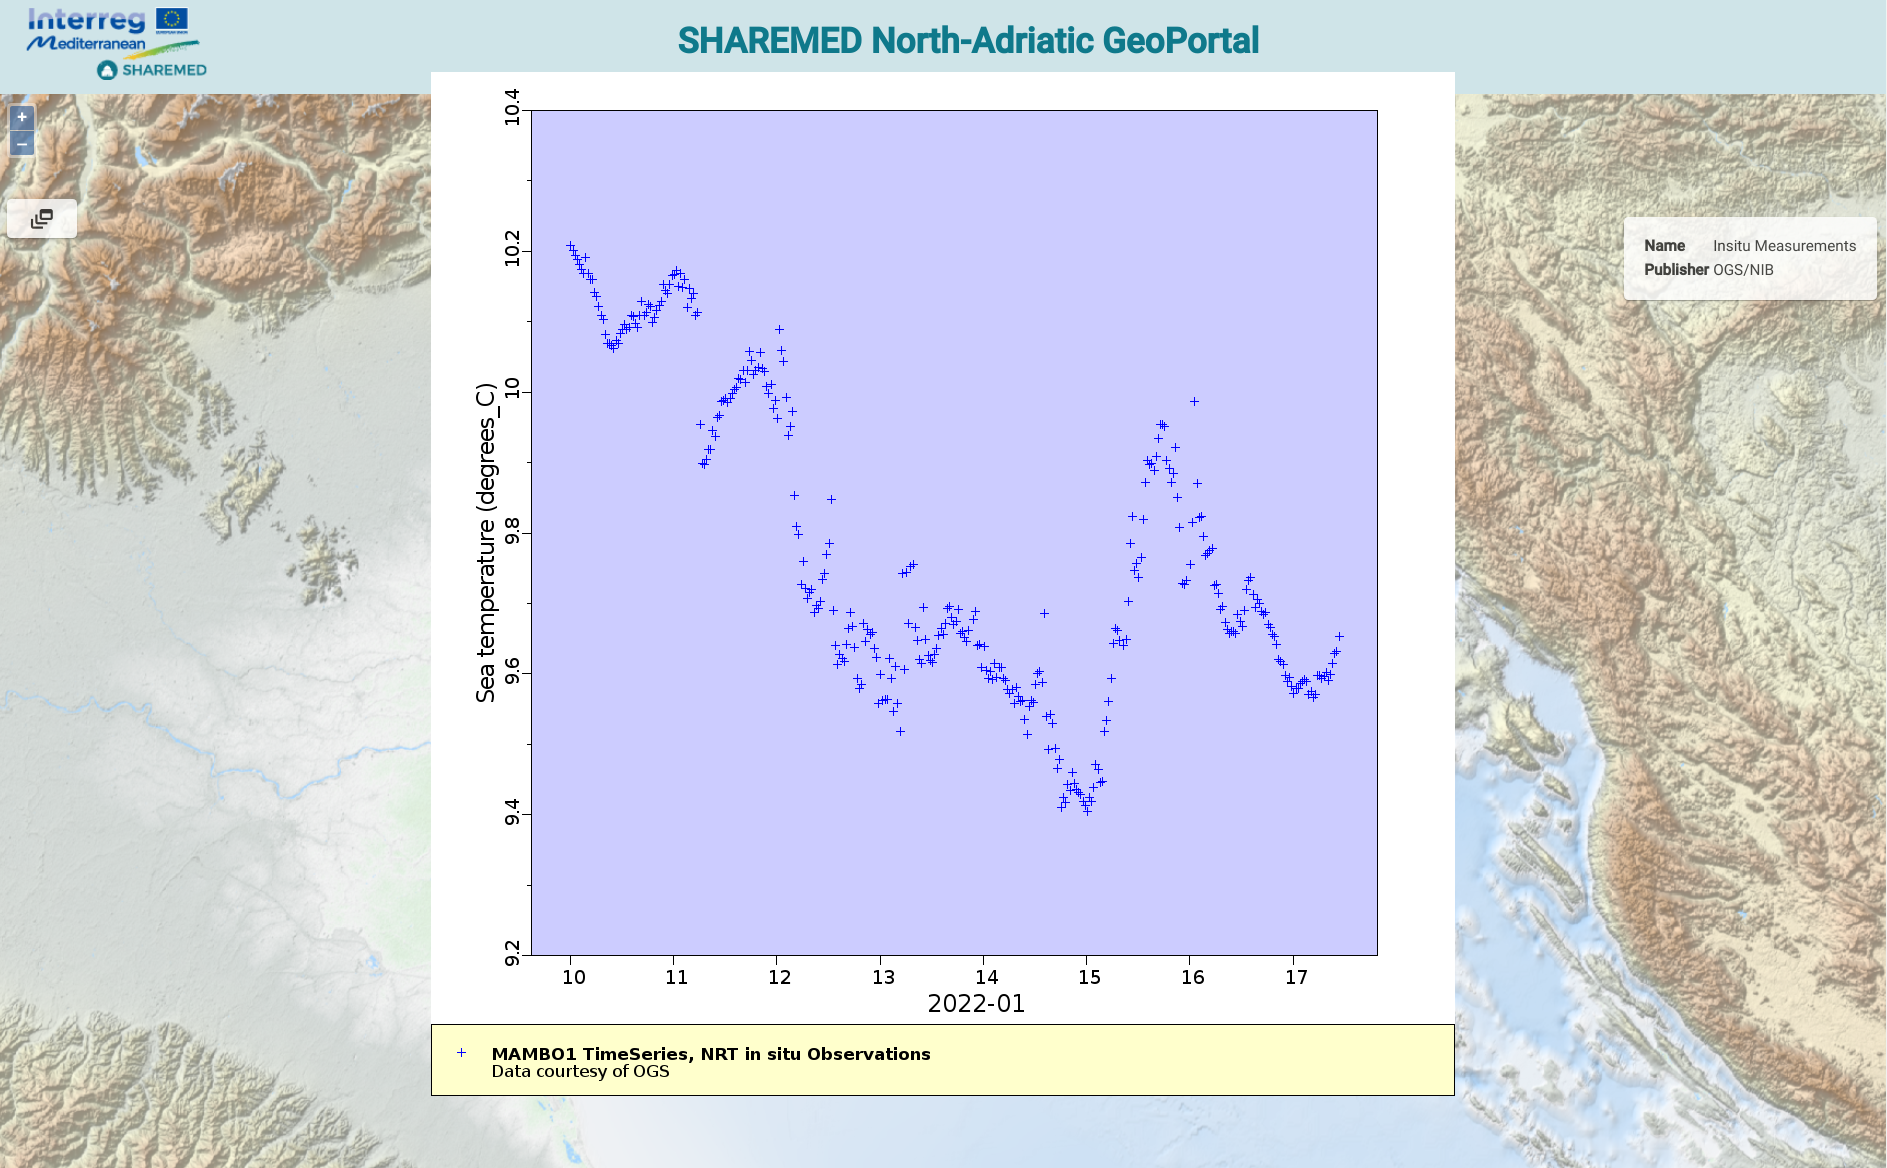 Interreg
EUROPEAN UNION
Mediterranean
SHAREMED
SHAREMED North-Adriatic GeoPortal
+
−
Name Insitu Measurements
Publisher OGS/NIB
10.4
10.2
10
9.8
9.6
9.4
9.2
Sea temperature (degrees_C)
10 11 12 13 14 15 16 17
2022-01
MAMBO1 TimeSeries, NRT in situ Observations
Data courtesy of OGS